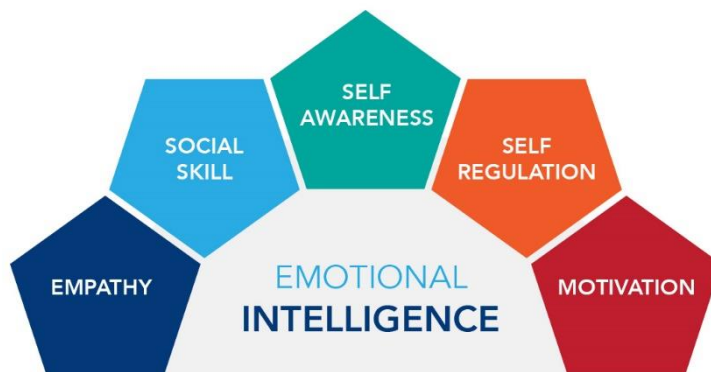 SELF
AWARENESS
SOCIAL
SKILL
SELF
REGULATION
EMPATHY
MOTIVATION
EMOTIONAL
INTELLIGENCE